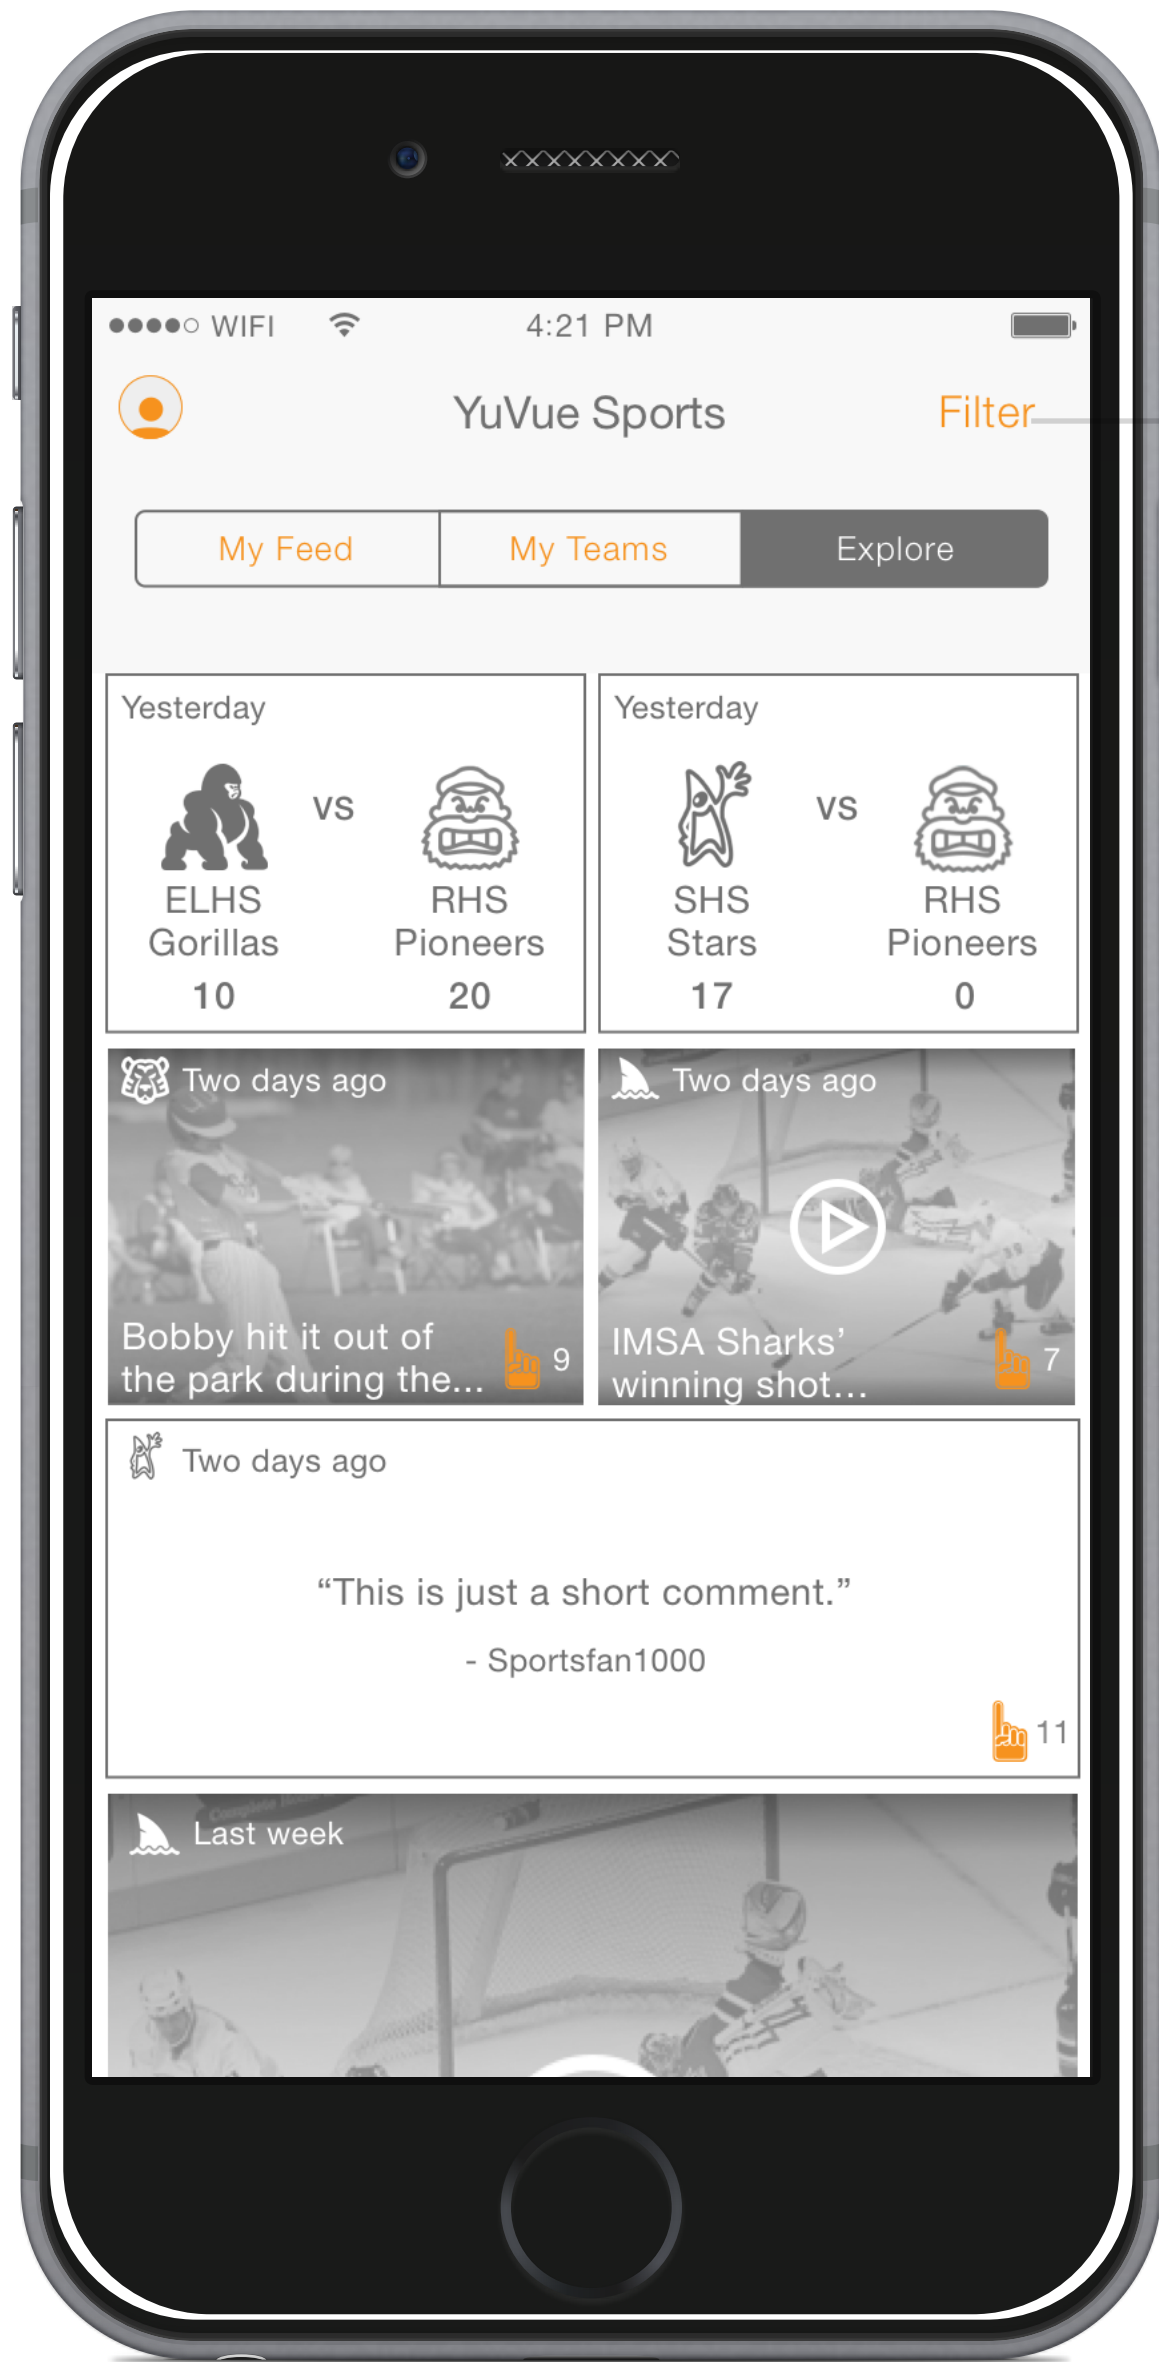 WIFI
4:21 PM
YuVue Sports
Filter
My Feed
My Teams
Explore
Yesterday
vs
ELHS
Gorillas
10
RHS
Pioneers
20
Yesterday
vs
SHS
Stars
17
RHS
Pioneers
0
Two days ago
Bobby hit it out of
the park during the...
9
Two days ago
IMSA Sharks’
winning shot...
7
Two days ago
“This is just a short comment.”
- Sportsfan1000
11
Last week